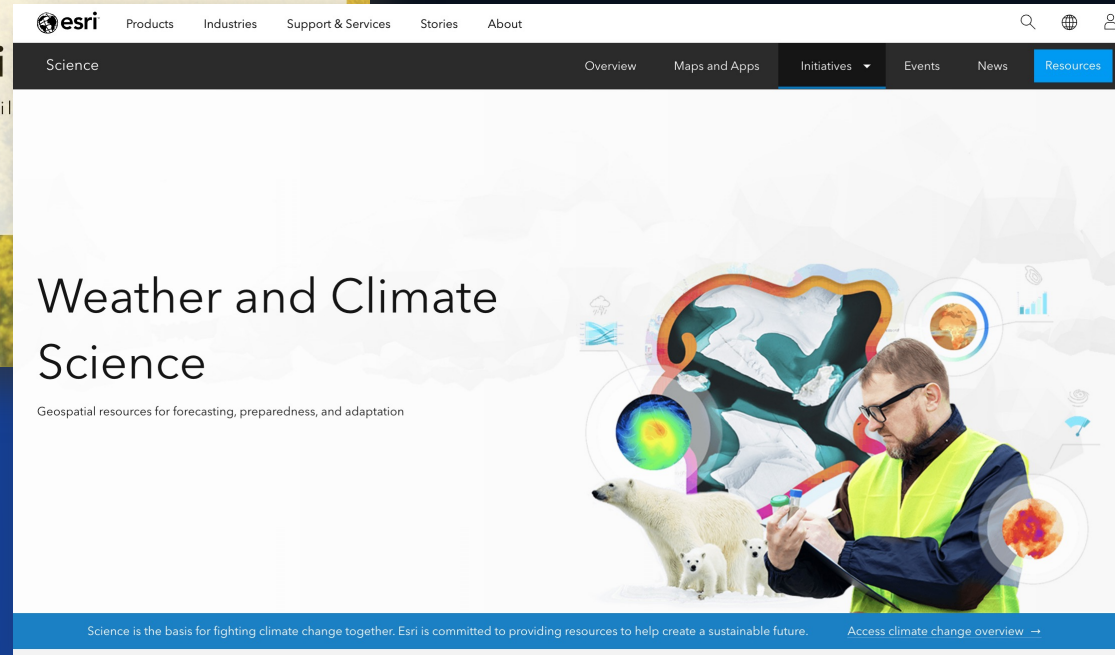 esri
Products Industries Support & Services Stories About
Science
Overview Maps and Apps Initiatives Events News Resources
Weather and Climate
Science
Geospatial resources for forecasting, preparedness, and adaptation
Science is the basis for fighting climate change together. Esri is committed to providing resources to help create a sustainable future. Access climate change overview →